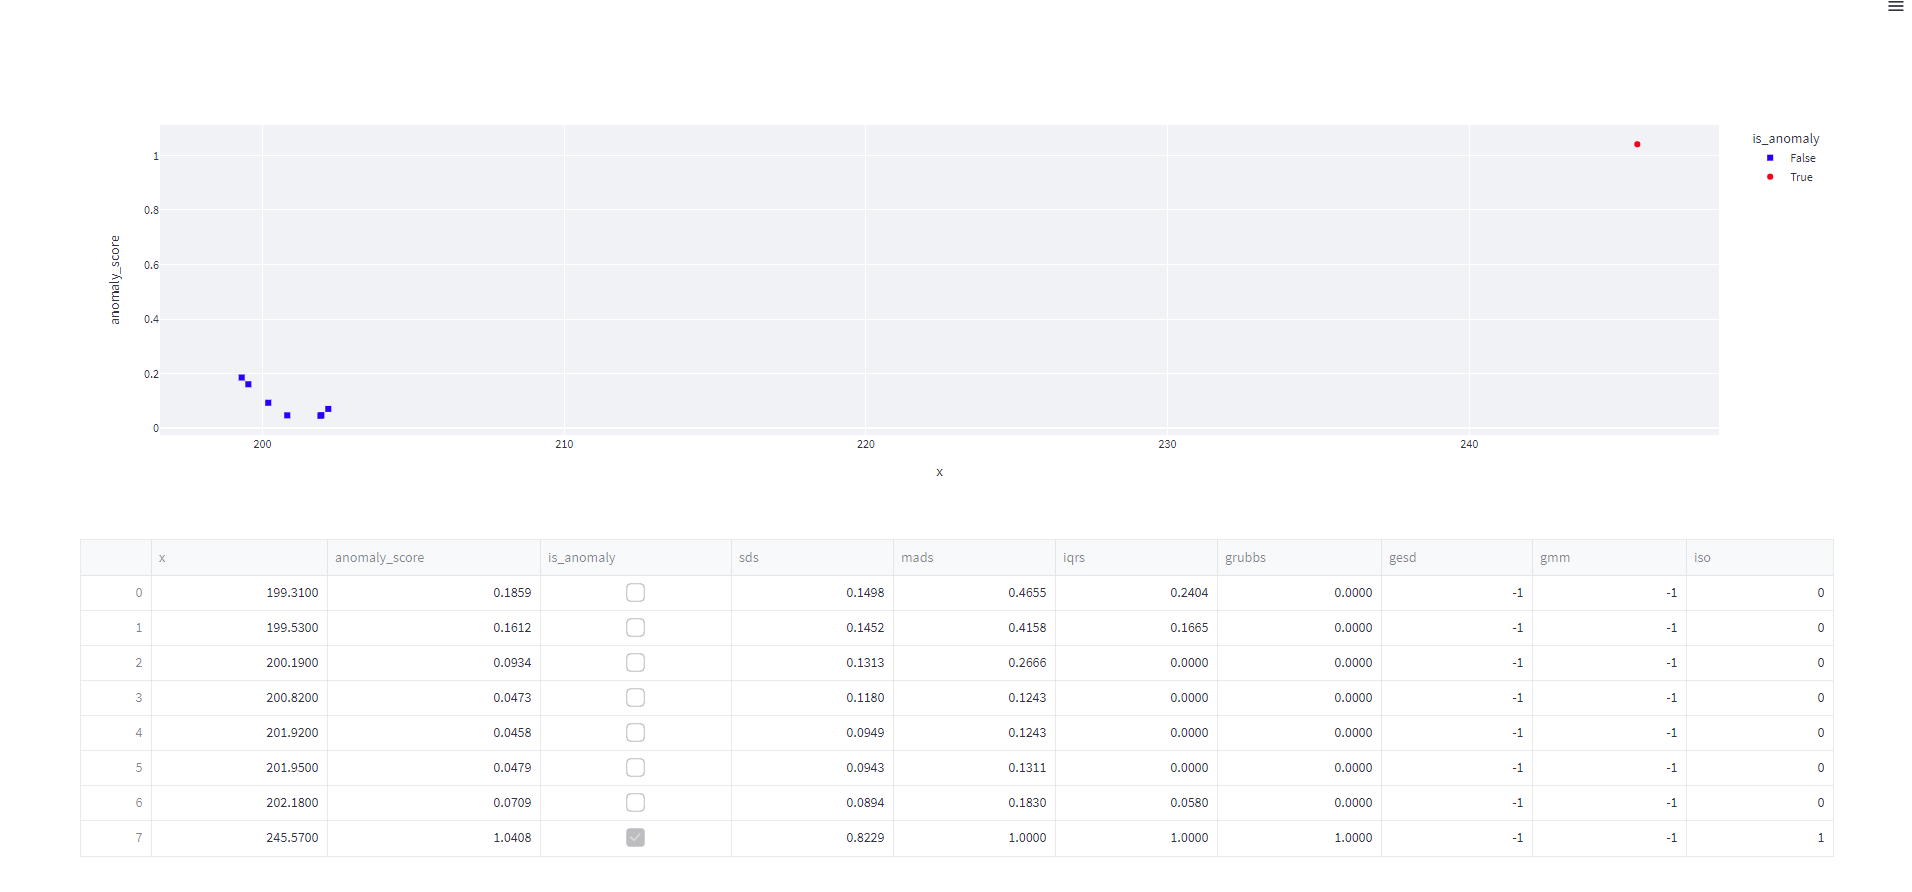 is_anomaly
False
True
1
0.8
0.6
0.4
0.2
0
anomaly_score
200 210 220 230 240
x
x anomaly_score is_anomaly sds mads iqrs grubbs gesd gmm iso
0 199.3100 0.1859 0.1498 0.4655 0.2404 0.0000 -1 -1 0
1 199.5300 0.1612 0.1452 0.4158 0.1665 0.0000 -1 -1 0
2 200.1900 0.0934 0.1313 0.2666 0.0000 0.0000 -1 -1 0
3 200.8200 0.0473 0.1180 0.1243 0.0000 0.0000 -1 -1 0
4 201.9200 0.0458 0.0949 0.1243 0.0000 0.0000 -1 -1 0
5 201.9500 0.0479 0.0943 0.1311 0.0000 0.0000 -1 -1 0
6 202.1800 0.0709 0.0894 0.1830 0.0580 0.0000 -1 -1 0
7 245.5700 1.0408 0.8229 1.0000 1.0000 1.0000 -1 -1 1